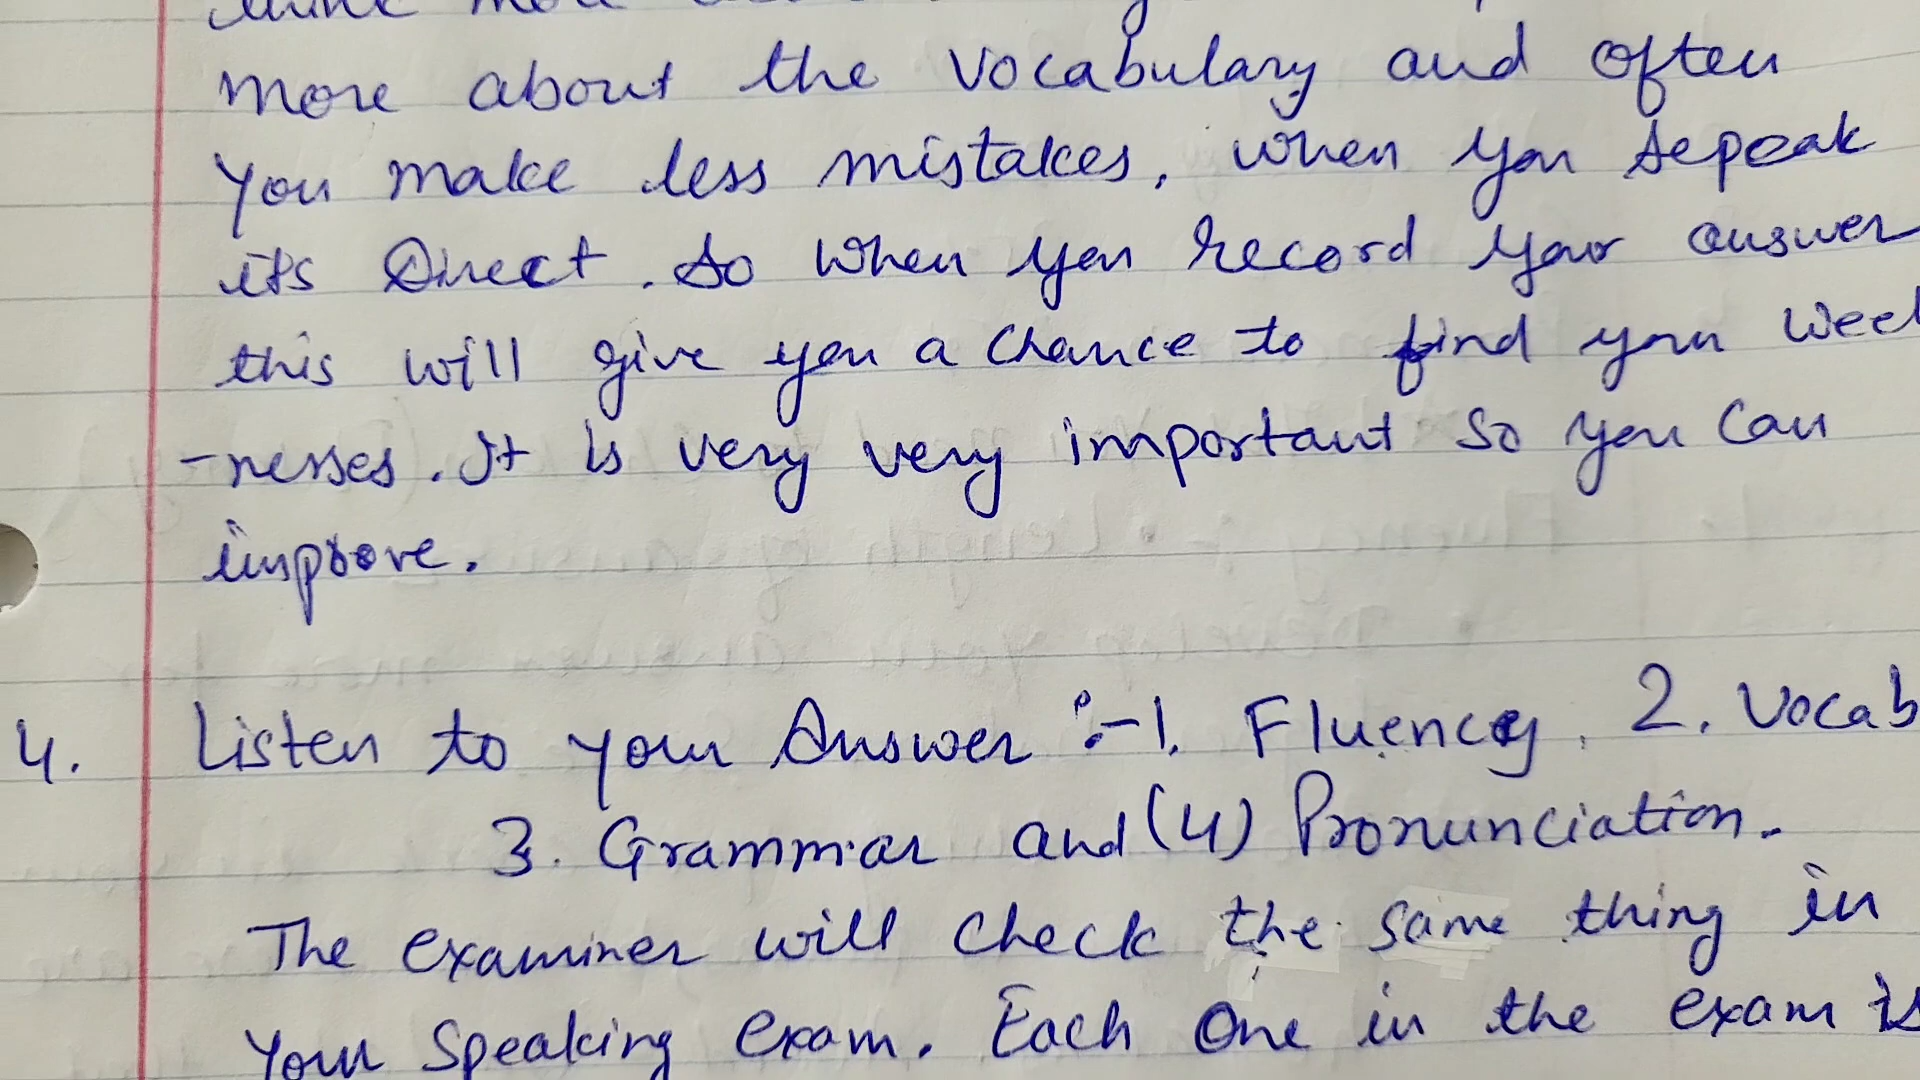 think more
more about the vocabulary and often
you make less mistakes, when you sepeak
its Direct. So when you record your answer
this will give you a chance to find your weak
-nesses. It is very very important so you can
improve.
4. Listen to your Answer :-1. Fluency, 2. Vocab
3. Grammar and (4) Pronunciation.
The examiner will check the same thing in
your speaking exam. Each one in the exam is